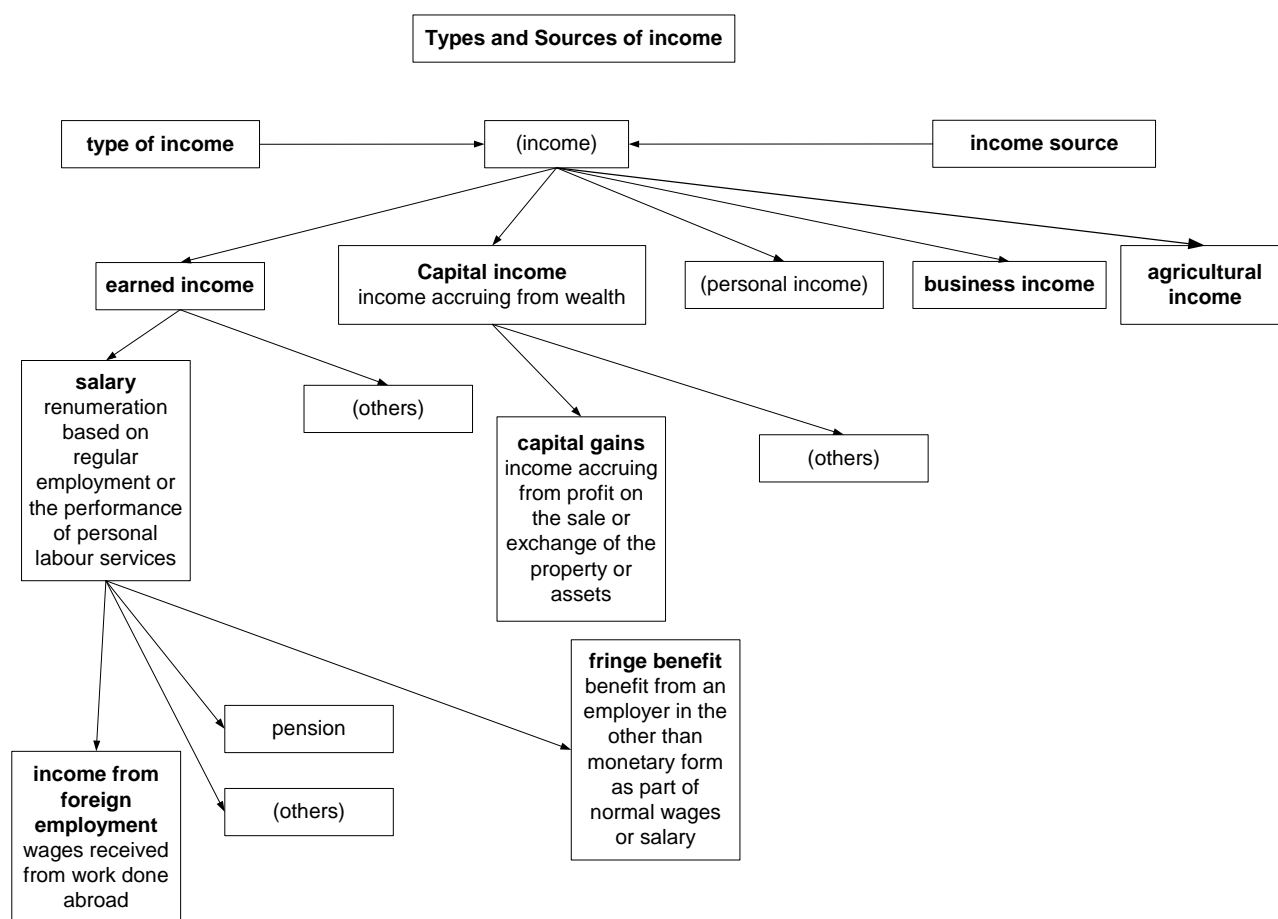 Types and Sources of income
type of income
(income)
income source
earned income
Capital income
income accruing from wealth
(personal income)
business income
agricultural
income
salary
renumeration
based on
regular
employment or
the performance
of personal
labour services
(others)
capital gains
income accruing
from profit on
the sale or
exchange of the
property or
assets
(others)
fringe benefit
benefit from an
employer in the
other than
monetary form
as part of
normal wages
or salary
pension
(others)
income from
foreign
employment
wages received
from work done
abroad